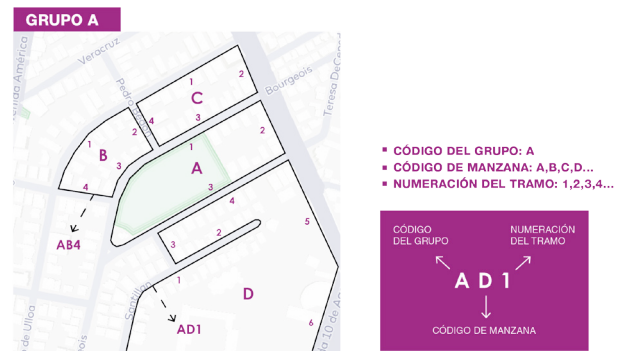 GRUPO A
Veracruz
Bourgeois
C
1
2
3
4
B
1
2
3
4
A
1
2
3
AB4
D
1
2
3
4
5
6
AD1
Santillan
de Ulloa
▪ CÓDIGO DEL GRUPO: A
▪ CÓDIGO DE MANZANA: A,B,C,D...
▪ NUMERACIÓN DEL TRAMO: 1,2,3,4...
CÓDIGO
DEL GRUPO
NUMERACIÓN
DEL TRAMO
A D 1
CÓDIGO DE MANZANA